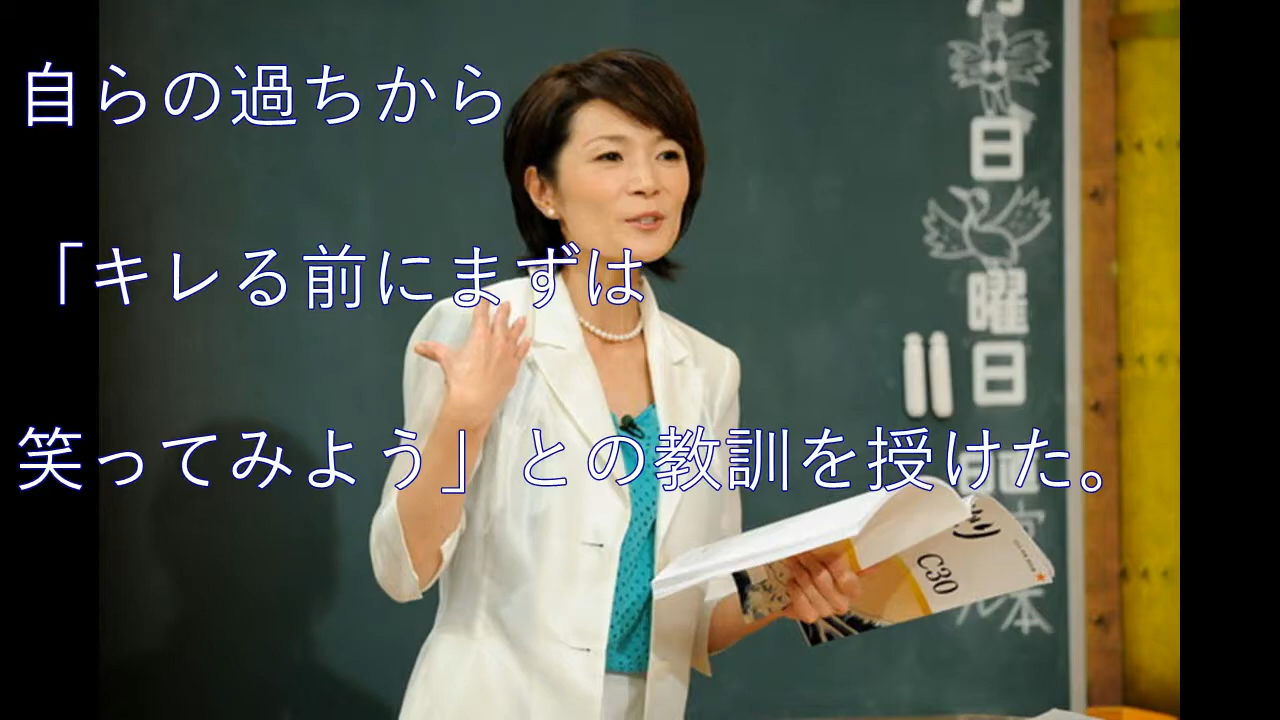 自らの過ちから
「キレる前にまずは
笑ってみよう」との教訓を授けた。
日
曜
日
C30